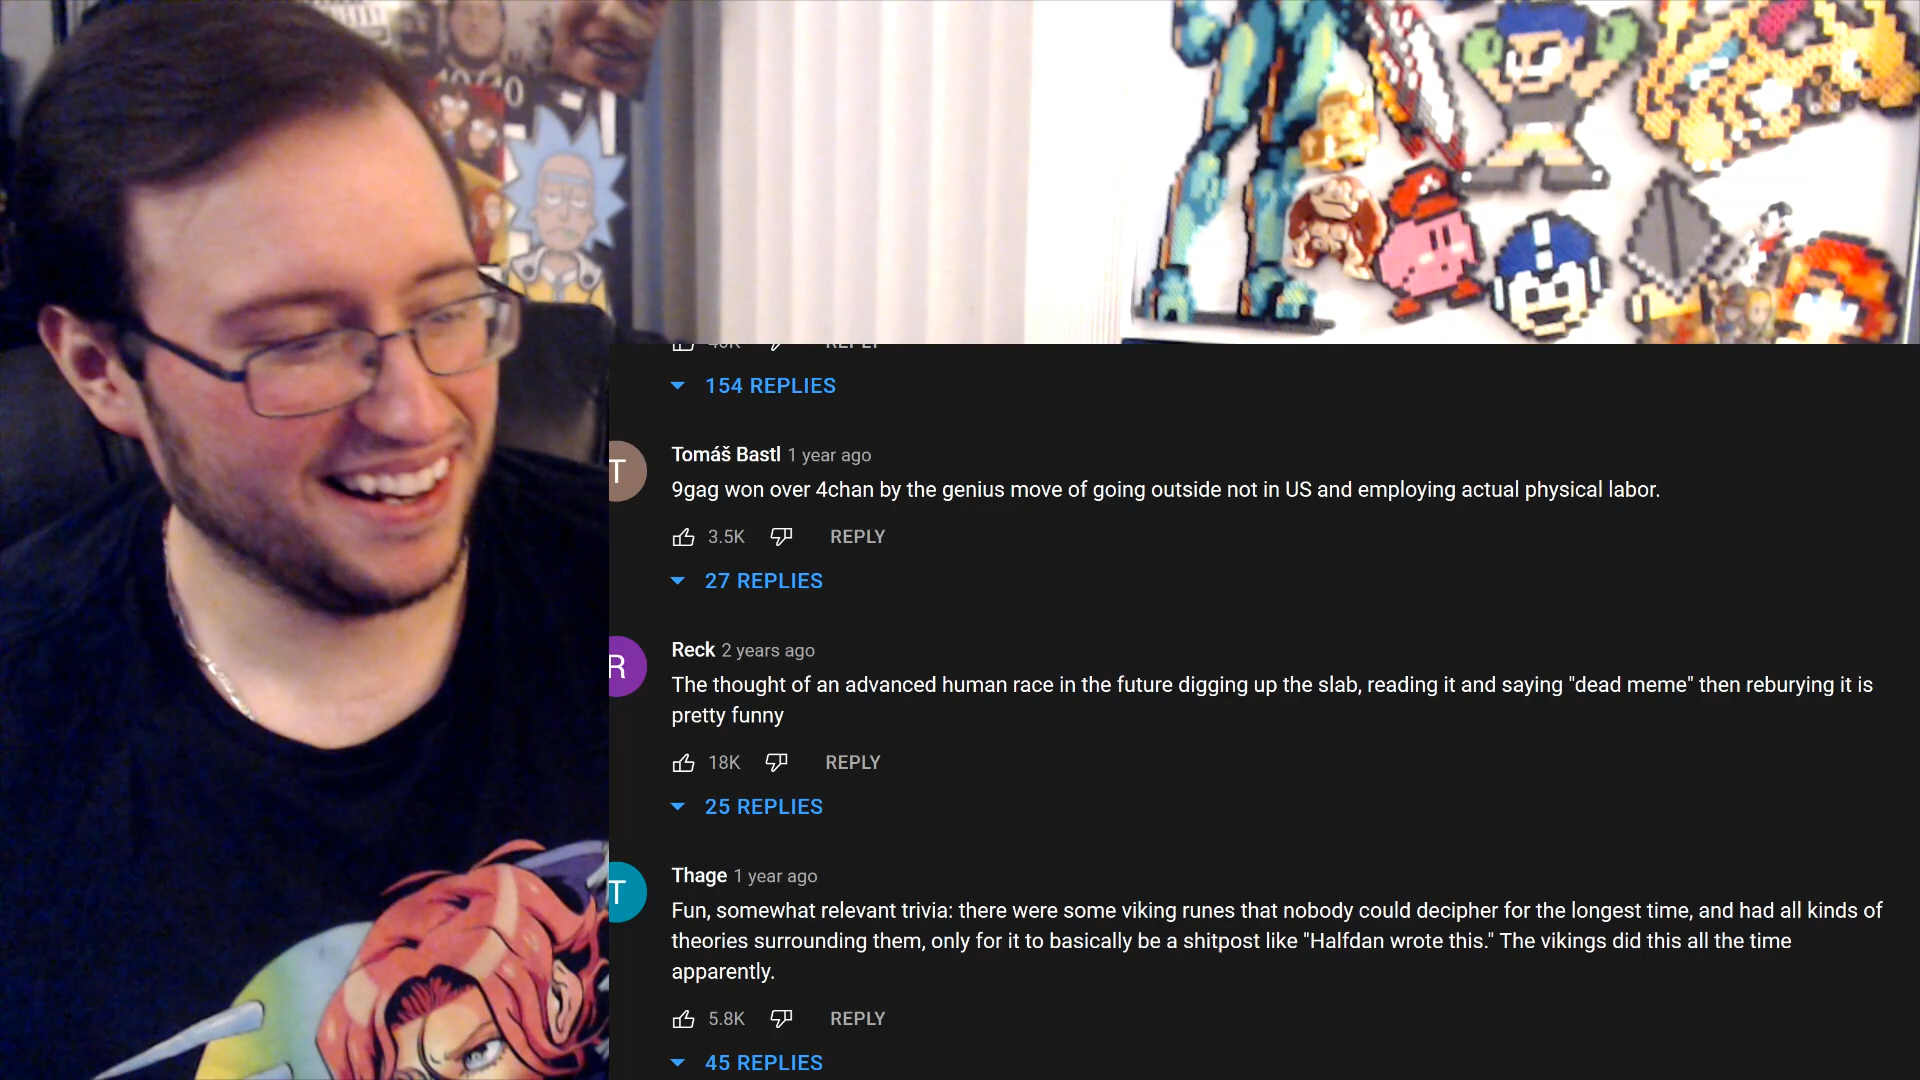 10/10
154 REPLIES
T
Tomáš Bastl 1 year ago
9gag won over 4chan by the genius move of going outside not in US and employing actual physical labor.
3.5K REPLY
27 REPLIES
R
Reck 2 years ago
The thought of an advanced human race in the future digging up the slab, reading it and saying "dead meme" then reburying it is
pretty funny
18K REPLY
25 REPLIES
T
Thage 1 year ago
Fun, somewhat relevant trivia: there were some viking runes that nobody could decipher for the longest time, and had all kinds of
theories surrounding them, only for it to basically be a shitpost like "Halfdan wrote this." The vikings did this all the time
apparently.
5.8K REPLY
45 REPLIES